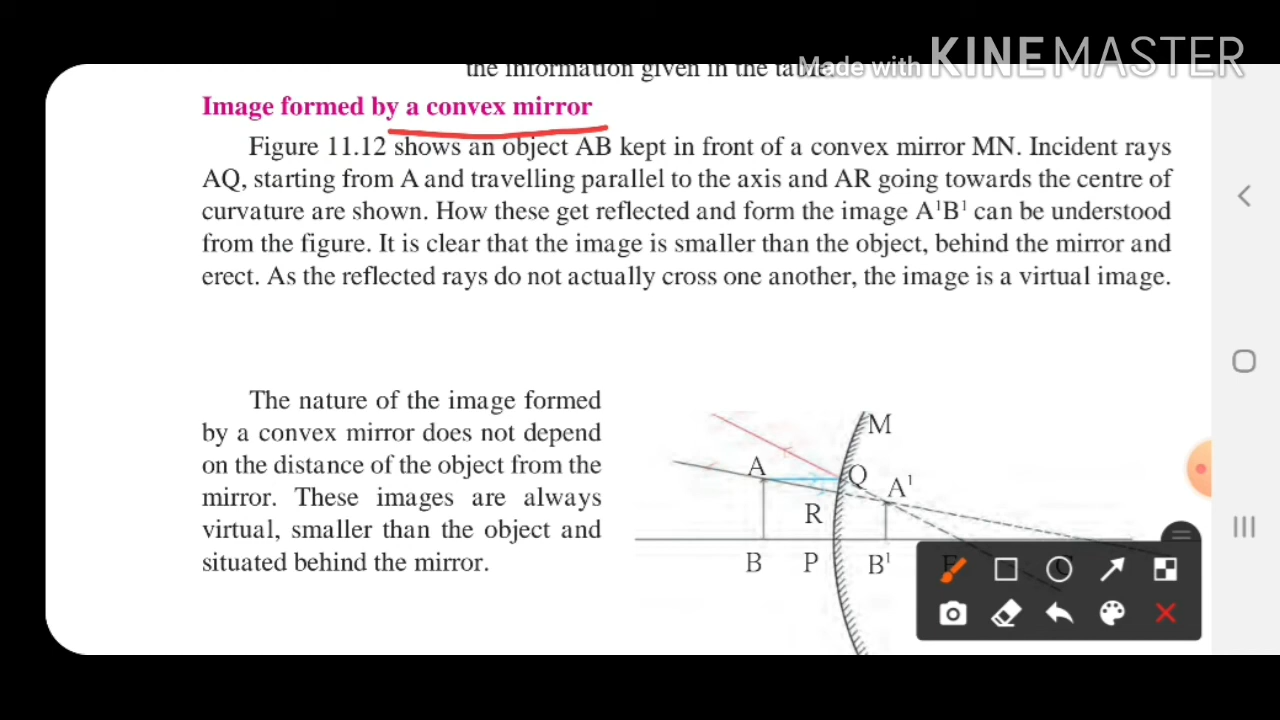 Made with KINEMASTER
the information given in the table.
Image formed by a convex mirror
Figure 11.12 shows an object AB kept in front of a convex mirror MN. Incident rays
AQ, starting from A and travelling parallel to the axis and AR going towards the centre of
curvature are shown. How these get reflected and form the image A¹B¹ can be understood
from the figure. It is clear that the image is smaller than the object, behind the mirror and
erect. As the reflected rays do not actually cross one another, the image is a virtual image.
The nature of the image formed
by a convex mirror does not depend
on the distance of the object from the
mirror. These images are always
virtual, smaller than the object and
situated behind the mirror.
M
A
Q
A¹
R
B
P
B¹
F